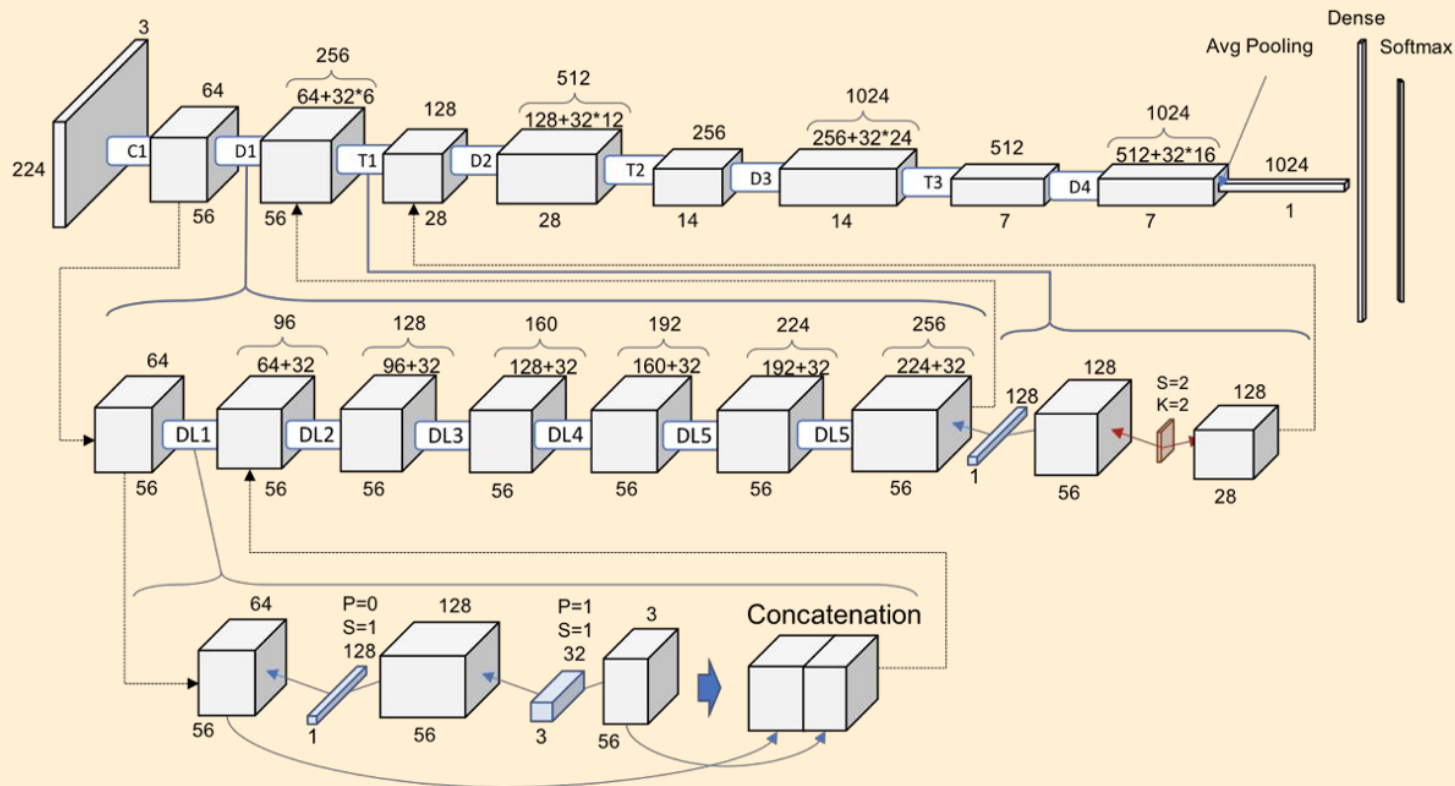 Dense
3
Avg Pooling
Softmax
256
64
64+32*6
128
512
128+32*12
256
1024
256+32*24
512
1024
512+32*16
1024
224
C1
D1
T1
D2
T2
D3
T3
D4
56
56
28
28
14
14
7
7
1
96
128
160
192
224
256
64
64+32
96+32
128+32
160+32
192+32
224+32
128
128
S=2
K=2
128
DL1
DL2
DL3
DL4
DL5
DL5
56
56
56
56
56
56
56
1
56
28
64
P=0
S=1
128
128
P=1
S=1
32
3
Concatenation
56
1
56
3
56